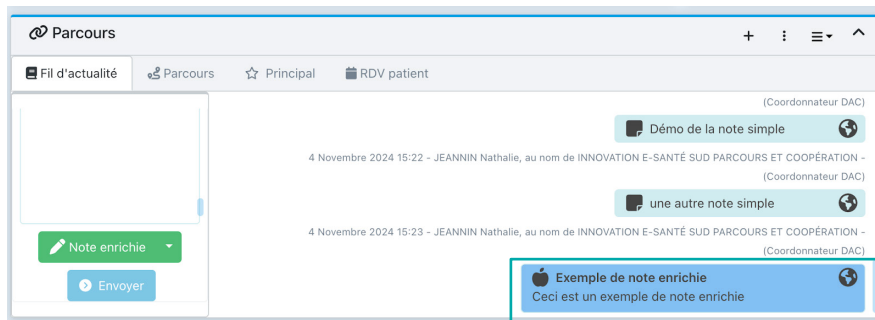 Parcours
Fil d'actualité
Parcours
Principal
RDV patient
(Coordonnateur DAC)
Démo de la note simple
4 Novembre 2024 15:22 - JEANNIN Nathalie, au nom de INNOVATION E-SANTÉ SUD PARCOURS ET COOPÉRATION -
(Coordonnateur DAC)
une autre note simple
4 Novembre 2024 15:23 - JEANNIN Nathalie, au nom de INNOVATION E-SANTÉ SUD PARCOURS ET COOPÉRATION -
(Coordonnateur DAC)
Note enrichie
Envoyer
Exemple de note enrichie
Ceci est un exemple de note enrichie